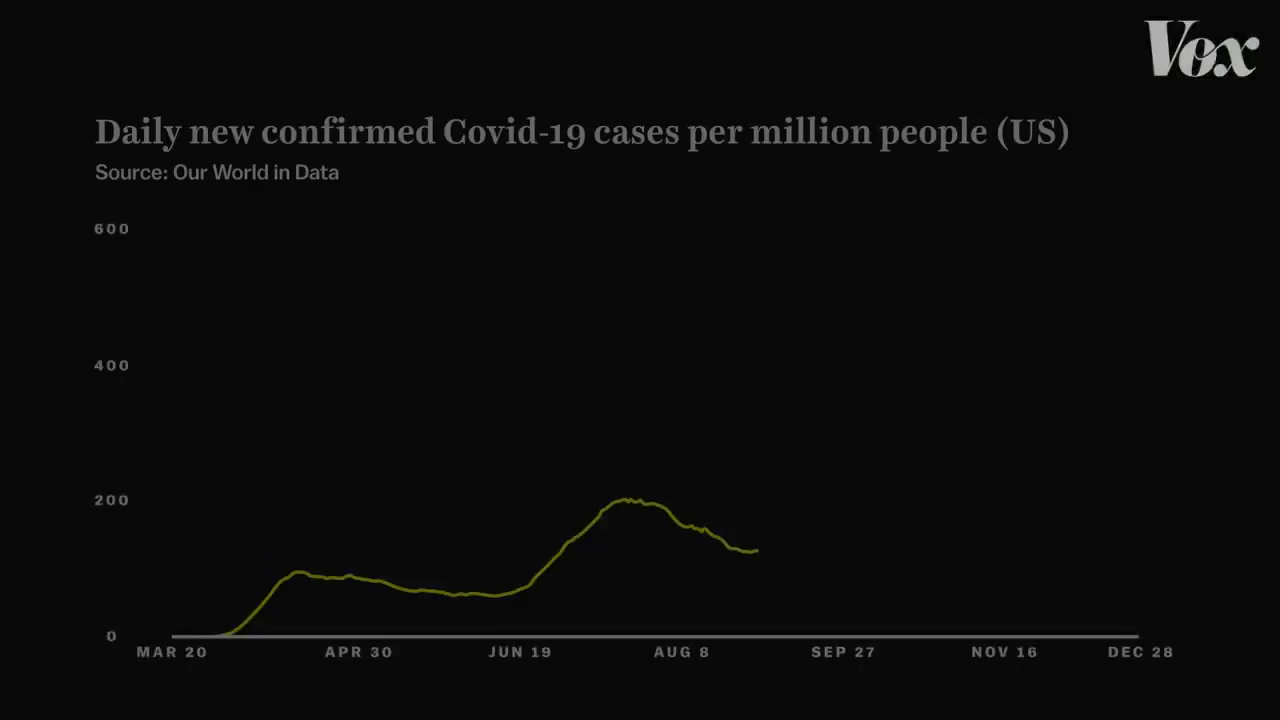 Vox
Daily new confirmed Covid-19 cases per million people (US)
Source: Our World in Data
600
400
200
0
MAR 20 APR 30 JUN 19 AUG 8 SEP 27 NOV 16 DEC 28